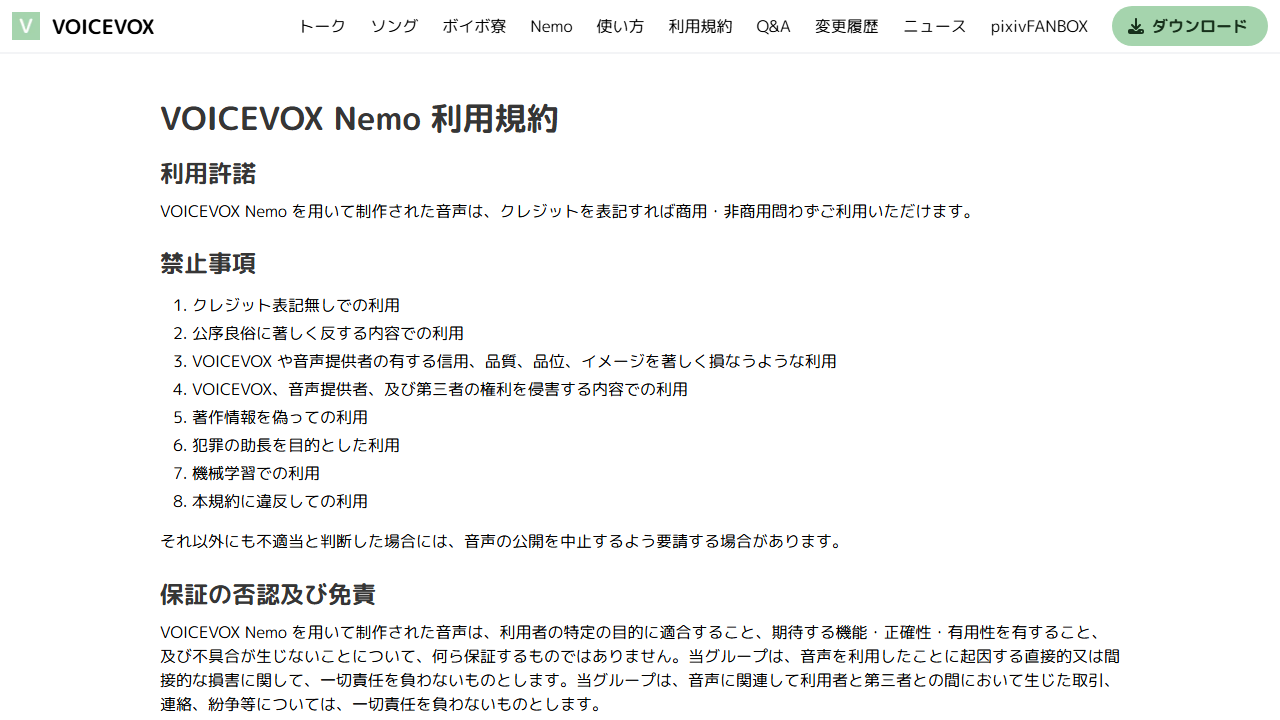 V VOICEVOX トーク ソング ボイボ寮 Nemo 使い方 利用規約 Q&A 変更履歴 ニュース pixivFANBOX ダウンロード
VOICEVOX Nemo 利用規約
利用許諾
VOICEVOX Nemo を用いて制作された音声は、クレジットを表記すれば商用・非商用問わずご利用いただけます。
禁止事項
1. クレジット表記無しでの利用
2. 公序良俗に著しく反する内容での利用
3. VOICEVOX や音声提供者の有する信用、品質、品位、イメージを著しく損なうような利用
4. VOICEVOX、音声提供者、及び第三者の権利を侵害する内容での利用
5. 著作情報を偽っての利用
6. 犯罪の助長を目的とした利用
7. 機械学習での利用
8. 本規約に違反しての利用
それ以外にも不適当と判断した場合には、音声の公開を中止するよう要請する場合があります。
保証の否認及び免責
VOICEVOX Nemo を用いて制作された音声は、利用者の特定の目的に適合すること、期待する機能・正確性・有用性を有すること、
及び不具合が生じないことについて、何ら保証するものではありません。当グループは、音声を利用したことに起因する直接的又は間
接的な損害に関して、一切責任を負わないものとします。当グループは、音声に関連して利用者と第三者との間において生じた取引、
連絡、紛争等については、一切責任を負わないものとします。